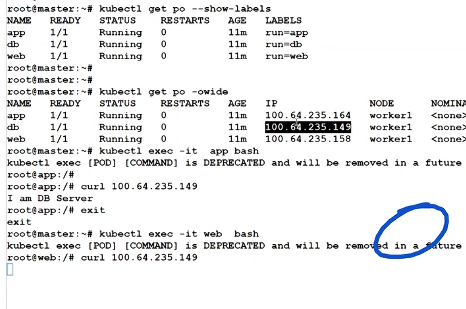 root@master:~# kubectl get po --show-labels
NAME READY STATUS RESTARTS AGE LABELS
app 1/1 Running 0 11m run=app
db 1/1 Running 0 11m run=db
web 1/1 Running 0 11m run=web
root@master:~#
root@master:~#
root@master:~# kubectl get po -owide
NAME READY STATUS RESTARTS AGE IP NODE NOMINA
app 1/1 Running 0 11m 100.64.235.164 worker1 <none>
db 1/1 Running 0 11m 100.64.235.149 worker1 <none>
web 1/1 Running 0 11m 100.64.235.158 worker1 <none>
root@master:~# kubectl exec -it app bash
kubectl exec [POD] [COMMAND] is DEPRECATED and will be removed in a future
root@app:/#
root@app:/# curl 100.64.235.149
I am DB Server
root@app:/# exit
exit
root@master:~# kubectl exec -it web bash
kubectl exec [POD] [COMMAND] is DEPRECATED and will be removed in a future
root@web:/# curl 100.64.235.149